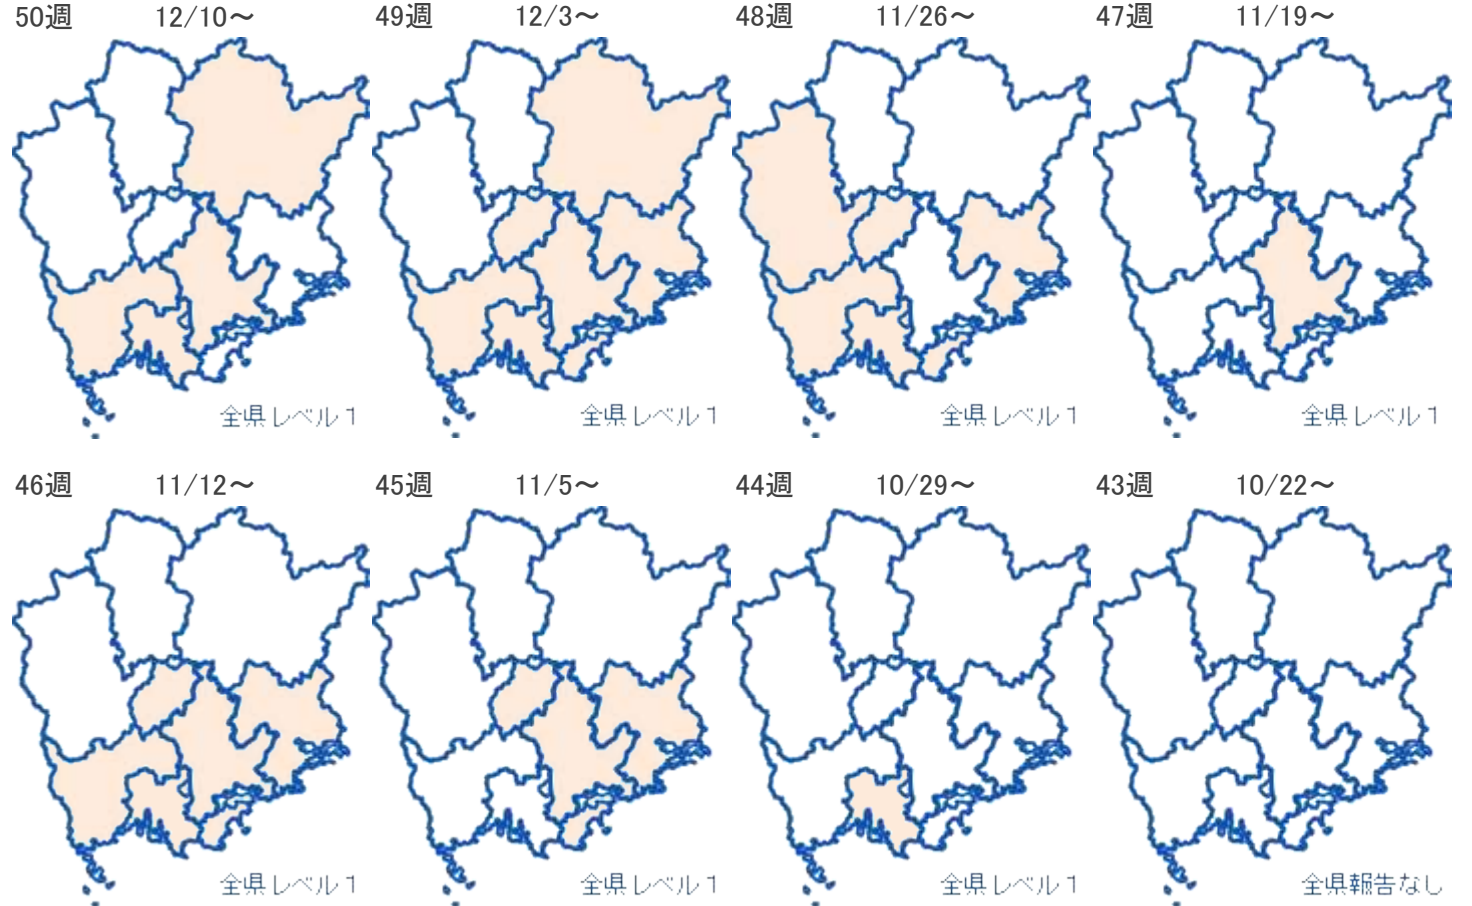 50週 12/10～ 49週 12/3～ 48週 11/26～ 47週 11/19～
全県レベル1 全県レベル1 全県レベル1 全県レベル1
46週 11/12～ 45週 11/5～ 44週 10/29～ 43週 10/22～
全県レベル1 全県レベル1 全県レベル1 全県報告なし